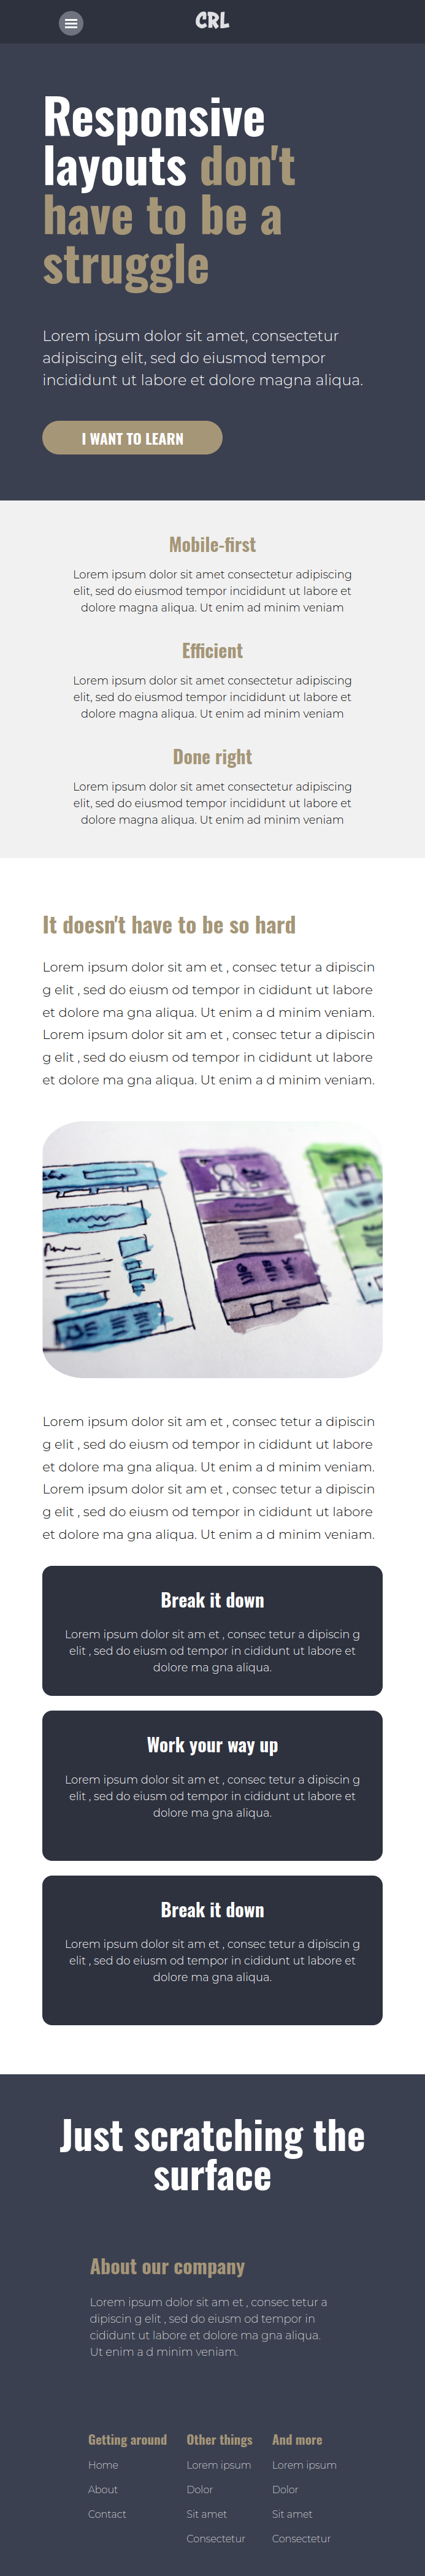 CRL
Responsive
layouts don't
have to be a
struggle
Lorem ipsum dolor sit amet, consectetur
adipiscing elit, sed do eiusmod tempor
incididunt ut labore et dolore magna aliqua.
I WANT TO LEARN
Mobile-first
Lorem ipsum dolor sit amet consectetur adipiscing
elit, sed do eiusmod tempor incididunt ut labore et
dolore magna aliqua. Ut enim ad minim veniam
Efficient
Lorem ipsum dolor sit amet consectetur adipiscing
elit, sed do eiusmod tempor incididunt ut labore et
dolore magna aliqua. Ut enim ad minim veniam
Done right
Lorem ipsum dolor sit amet consectetur adipiscing
elit, sed do eiusmod tempor incididunt ut labore et
dolore magna aliqua. Ut enim ad minim veniam
It doesn't have to be so hard
Lorem ipsum dolor sit am et , consec tetur a dipiscin
g elit , sed do eiusm od tempor in cididunt ut labore
et dolore ma gna aliqua. Ut enim a d minim veniam.
Lorem ipsum dolor sit am et , consec tetur a dipiscin
g elit , sed do eiusm od tempor in cididunt ut labore
et dolore ma gna aliqua. Ut enim a d minim veniam.
Lorem ipsum dolor sit am et , consec tetur a dipiscin
g elit , sed do eiusm od tempor in cididunt ut labore
et dolore ma gna aliqua. Ut enim a d minim veniam.
Lorem ipsum dolor sit am et , consec tetur a dipiscin
g elit , sed do eiusm od tempor in cididunt ut labore
et dolore ma gna aliqua. Ut enim a d minim veniam.
Break it down
Lorem ipsum dolor sit am et , consec tetur a dipiscin g
elit , sed do eiusm od tempor in cididunt ut labore et
dolore ma gna aliqua.
Work your way up
Lorem ipsum dolor sit am et , consec tetur a dipiscin g
elit , sed do eiusm od tempor in cididunt ut labore et
dolore ma gna aliqua.
Break it down
Lorem ipsum dolor sit am et , consec tetur a dipiscin g
elit , sed do eiusm od tempor in cididunt ut labore et
dolore ma gna aliqua.
Just scratching the
surface
About our company
Lorem ipsum dolor sit am et , consec tetur a
dipiscin g elit , sed do eiusm od tempor in
cididunt ut labore et dolore ma gna aliqua.
Ut enim a d minim veniam.
Getting around
Home
About
Contact
Other things
Lorem ipsum
Dolor
Sit amet
Consectetur
And more
Lorem ipsum
Dolor
Sit amet
Consectetur